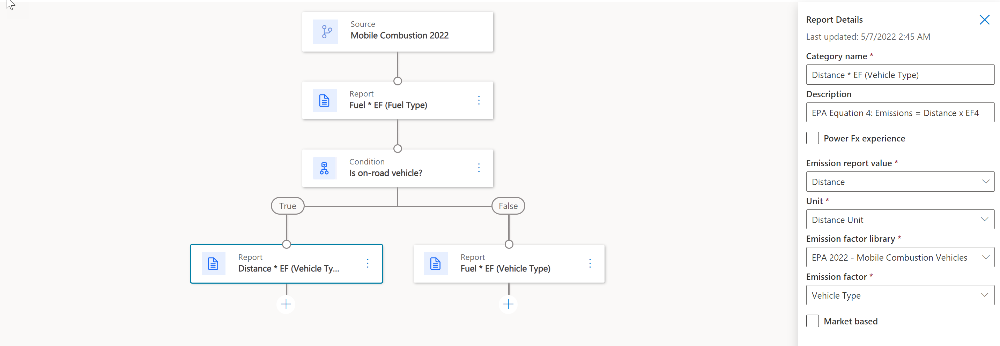 Source
Mobile Combustion 2022
Report
Fuel * EF (Fuel Type)
Condition
Is on-road vehicle?
True
False
Report
Distance * EF (Vehicle Ty...
Report
Fuel * EF (Vehicle Type)
Report Details
Last updated: 5/7/2022 2:45 AM
Category name *
Distance * EF (Vehicle Type)
Description
EPA Equation 4: Emissions = Distance x EF4
Power Fx experience
Emission report value *
Distance
Unit *
Distance Unit
Emission factor library *
EPA 2022 - Mobile Combustion Vehicles
Emission factor *
Vehicle Type
Market based